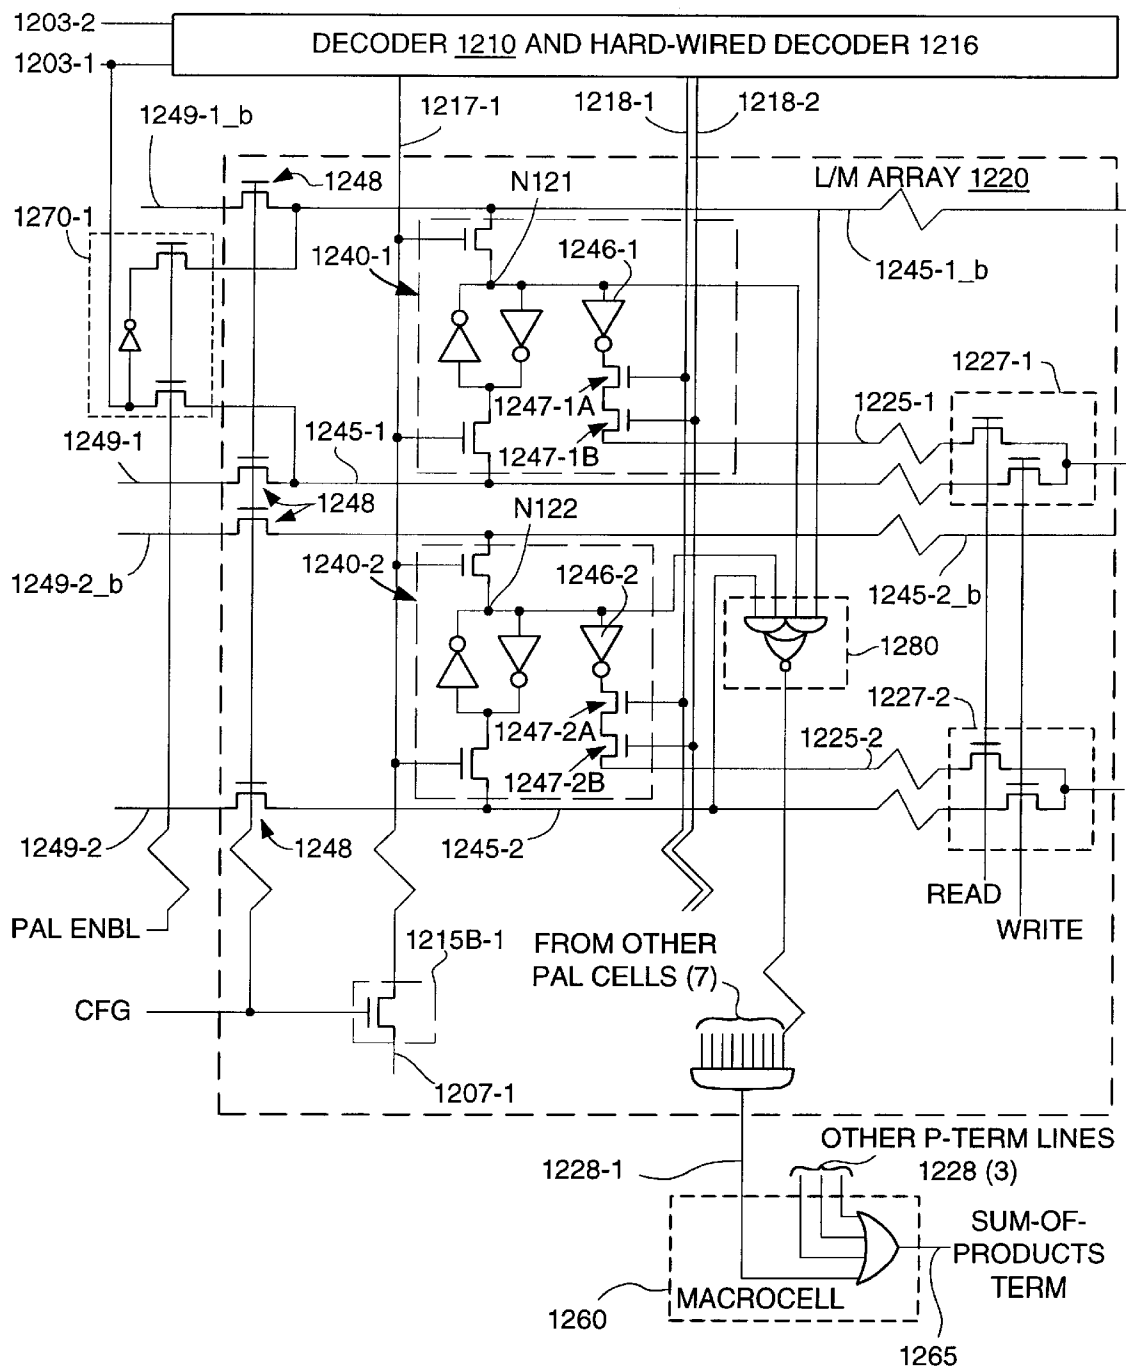 1203-2
DECODER 1210 AND HARD-WIRED DECODER 1216
1203-1
1249-1_b
1217-1
1218-1
1218-2
1248
N121
L/M ARRAY 1220
1270-1
1240-1
1246-1
1245-1_b
1227-1
1247-1A
1225-1
1249-1
1245-1
1247-1B
1248
N122
1249-2_b
1240-2
1246-2
1245-2_b
1280
1227-2
1247-2A
1225-2
1247-2B
1249-2
1248
1245-2
READ
PAL ENBL
WRITE
1215B-1
FROM OTHER
PAL CELLS (7)
CFG
1207-1
OTHER P-TERM LINES
1228 (3)
1228-1
SUM-OF-
PRODUCTS
TERM
MACROCELL
1260
1265